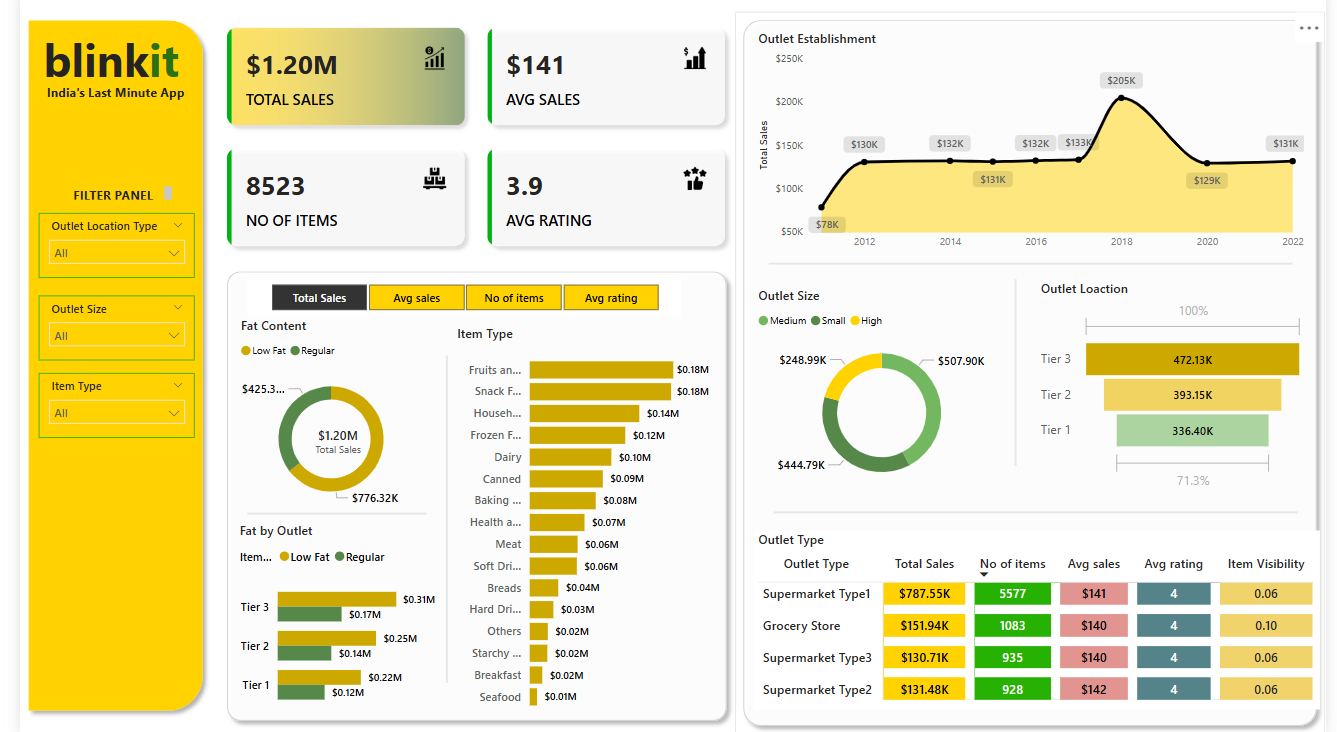 blinkit
India's Last Minute App
FILTER PANEL
Outlet Location Type
All
Outlet Size
All
Item Type
All
$1.20M
TOTAL SALES
$141
AVG SALES
8523
NO OF ITEMS
3.9
AVG RATING
Total Sales
Avg sales
No of items
Avg rating
Fat Content
Low Fat Regular
$425.3...
$1.20M
Total Sales
$776.32K
Fat by Outlet
Item... Low Fat Regular
Tier 3 $0.31M
$0.17M
Tier 2 $0.25M
$0.14M
Tier 1 $0.22M
$0.12M
Item Type
Fruits an... $0.18M
Snack F... $0.18M
Househ... $0.14M
Frozen F... $0.12M
Dairy $0.10M
Canned $0.09M
Baking ... $0.08M
Health a... $0.07M
Meat $0.06M
Soft Dri... $0.06M
Breads $0.04M
Hard Dri... $0.03M
Others $0.02M
Starchy ... $0.02M
Breakfast $0.02M
Seafood $0.01M
Outlet Establishment
Total Sales
$250K
$200K
$150K
$100K
$50K
$78K
$130K
$132K
$131K
$132K
$133K
$205K
$129K
$131K
2012 2014 2016 2018 2020 2022
Outlet Size
Medium Small High
$248.99K
$507.90K
$444.79K
Outlet Loaction
100%
Tier 3 472.13K
Tier 2 393.15K
Tier 1 336.40K
71.3%
Outlet Type
Outlet Type Total Sales No of items Avg sales Avg rating Item Visibility
Supermarket Type1 $787.55K 5577 $141 4 0.06
Grocery Store $151.94K 1083 $140 4 0.10
Supermarket Type3 $130.71K 935 $140 4 0.06
Supermarket Type2 $131.48K 928 $142 4 0.06